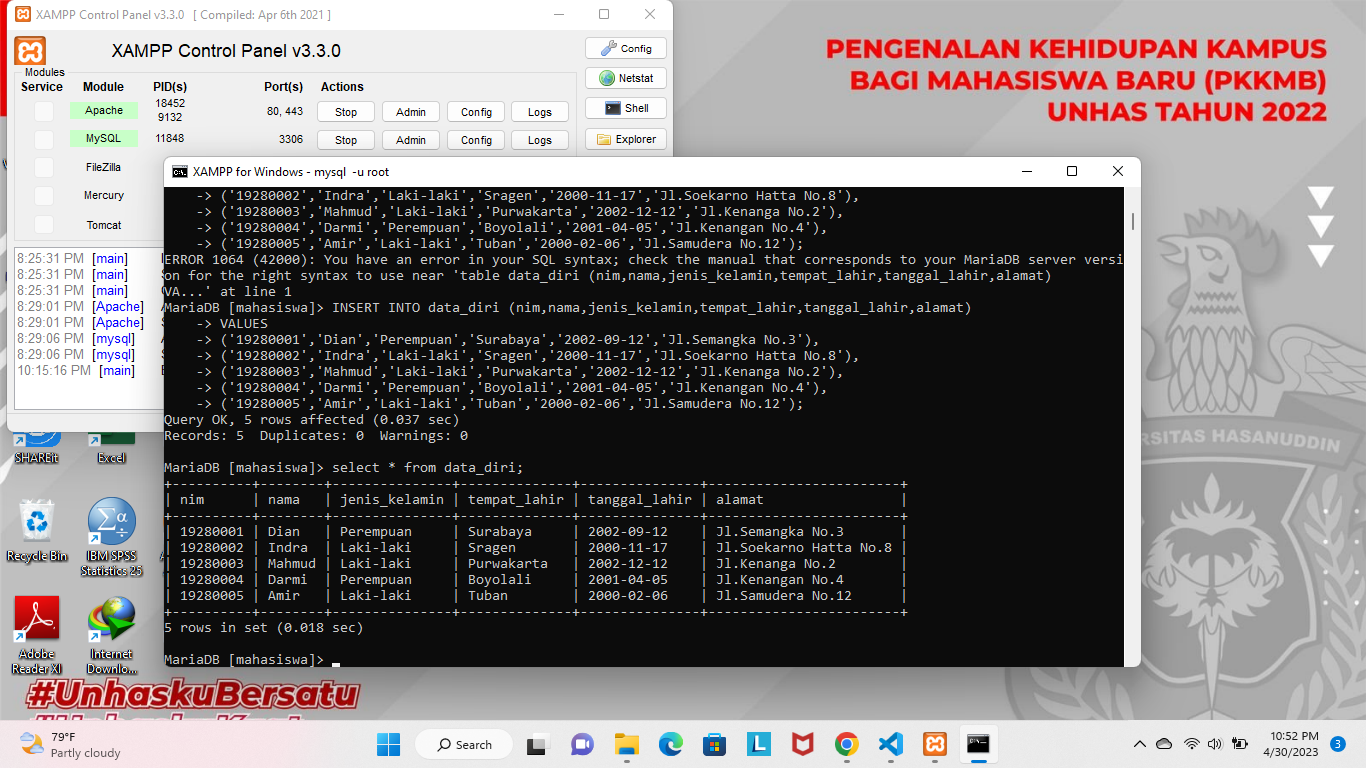 XAMPP Control Panel v3.3.0 [ Compiled: Apr 6th 2021 ]
XAMPP Control Panel v3.3.0
Config
Modules
Service Module PID(s) Port(s) Actions
Netstat
Apache 18452 9132 80, 443 Stop Admin Config Logs
Shell
MySQL 11848 3306 Stop Admin Config Logs
Explorer
FileZilla
Mercury
Tomcat
8:25:31 PM [main]
8:25:31 PM [main]
8:25:31 PM [main]
8:29:01 PM [Apache]
8:29:01 PM [Apache]
8:29:06 PM [mysql]
8:29:06 PM [mysql]
10:15:16 PM [main]
PENGENALAN KEHIDUPAN KAMPUS
BAGI MAHASISWA BARU (PKKMB)
UNHAS TAHUN 2022
XAMPP for Windows - mysql -u root
-> ('19280002','Indra','Laki-laki','Sragen','2000-11-17','Jl.Soekarno Hatta No.8'),
-> ('19280003','Mahmud','Laki-laki','Purwakarta','2002-12-12','Jl.Kenanga No.2'),
-> ('19280004','Darmi','Perempuan','Boyolali','2001-04-05','Jl.Kenangan No.4'),
-> ('19280005','Amir','Laki-laki','Tuban','2000-02-06','Jl.Samudera No.12');
ERROR 1064 (42000): You have an error in your SQL syntax; check the manual that corresponds to your MariaDB server versi
on for the right syntax to use near 'table data_diri (nim,nama,jenis_kelamin,tempat_lahir,tanggal_lahir,alamat)
VA...' at line 1
MariaDB [mahasiswa]> INSERT INTO data_diri (nim,nama,jenis_kelamin,tempat_lahir,tanggal_lahir,alamat)
-> VALUES
-> ('19280001','Dian','Perempuan','Surabaya','2002-09-12','Jl.Semangka No.3'),
-> ('19280002','Indra','Laki-laki','Sragen','2000-11-17','Jl.Soekarno Hatta No.8'),
-> ('19280003','Mahmud','Laki-laki','Purwakarta','2002-12-12','Jl.Kenanga No.2'),
-> ('19280004','Darmi','Perempuan','Boyolali','2001-04-05','Jl.Kenangan No.4'),
-> ('19280005','Amir','Laki-laki','Tuban','2000-02-06','Jl.Samudera No.12');
Query OK, 5 rows affected (0.037 sec)
Records: 5 Duplicates: 0 Warnings: 0
MariaDB [mahasiswa]> select * from data_diri;
+----------+--------+---------------+--------------+---------------+------------------------+
| nim | nama | jenis_kelamin | tempat_lahir | tanggal_lahir | alamat |
+----------+--------+---------------+--------------+---------------+------------------------+
| 19280001 | Dian | Perempuan | Surabaya | 2002-09-12 | Jl.Semangka No.3 |
| 19280002 | Indra | Laki-laki | Sragen | 2000-11-17 | Jl.Soekarno Hatta No.8 |
| 19280003 | Mahmud | Laki-laki | Purwakarta | 2002-12-12 | Jl.Kenanga No.2 |
| 19280004 | Darmi | Perempuan | Boyolali | 2001-04-05 | Jl.Kenangan No.4 |
| 19280005 | Amir | Laki-laki | Tuban | 2000-02-06 | Jl.Samudera No.12 |
+----------+--------+---------------+--------------+---------------+------------------------+
5 rows in set (0.018 sec)
MariaDB [mahasiswa]>
RSITAS HASANUDDIN
SHAREit
Excel
Recycle Bin
IBM SPSS
Statistics 25
Adobe
Reader XI
Internet
Downlo...
#UnhaskuBersatu
79°F
Partly cloudy
Search
10:52 PM
4/30/2023
3